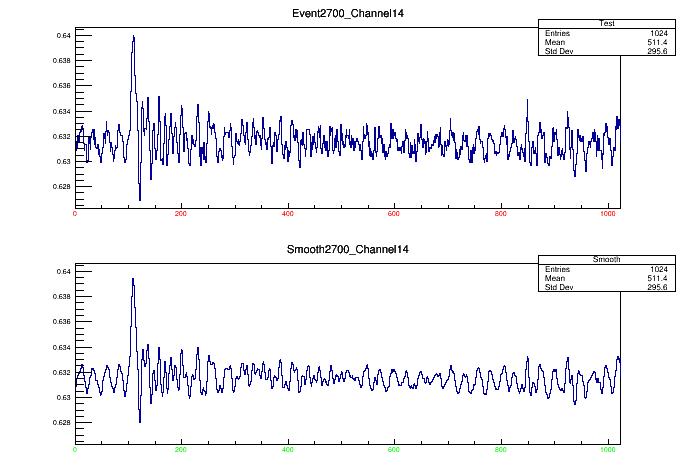 Event2700_Channel14
Test
Entries 1024
Mean 511.4
Std Dev 295.6
0.64
0.638
0.636
0.634
0.632
0.63
0.628
0 200 400 600 800 1000
Smooth2700_Channel14
Smooth
Entries 1024
Mean 511.4
Std Dev 295.6
0.64
0.638
0.636
0.634
0.632
0.63
0.628
0 200 400 600 800 1000